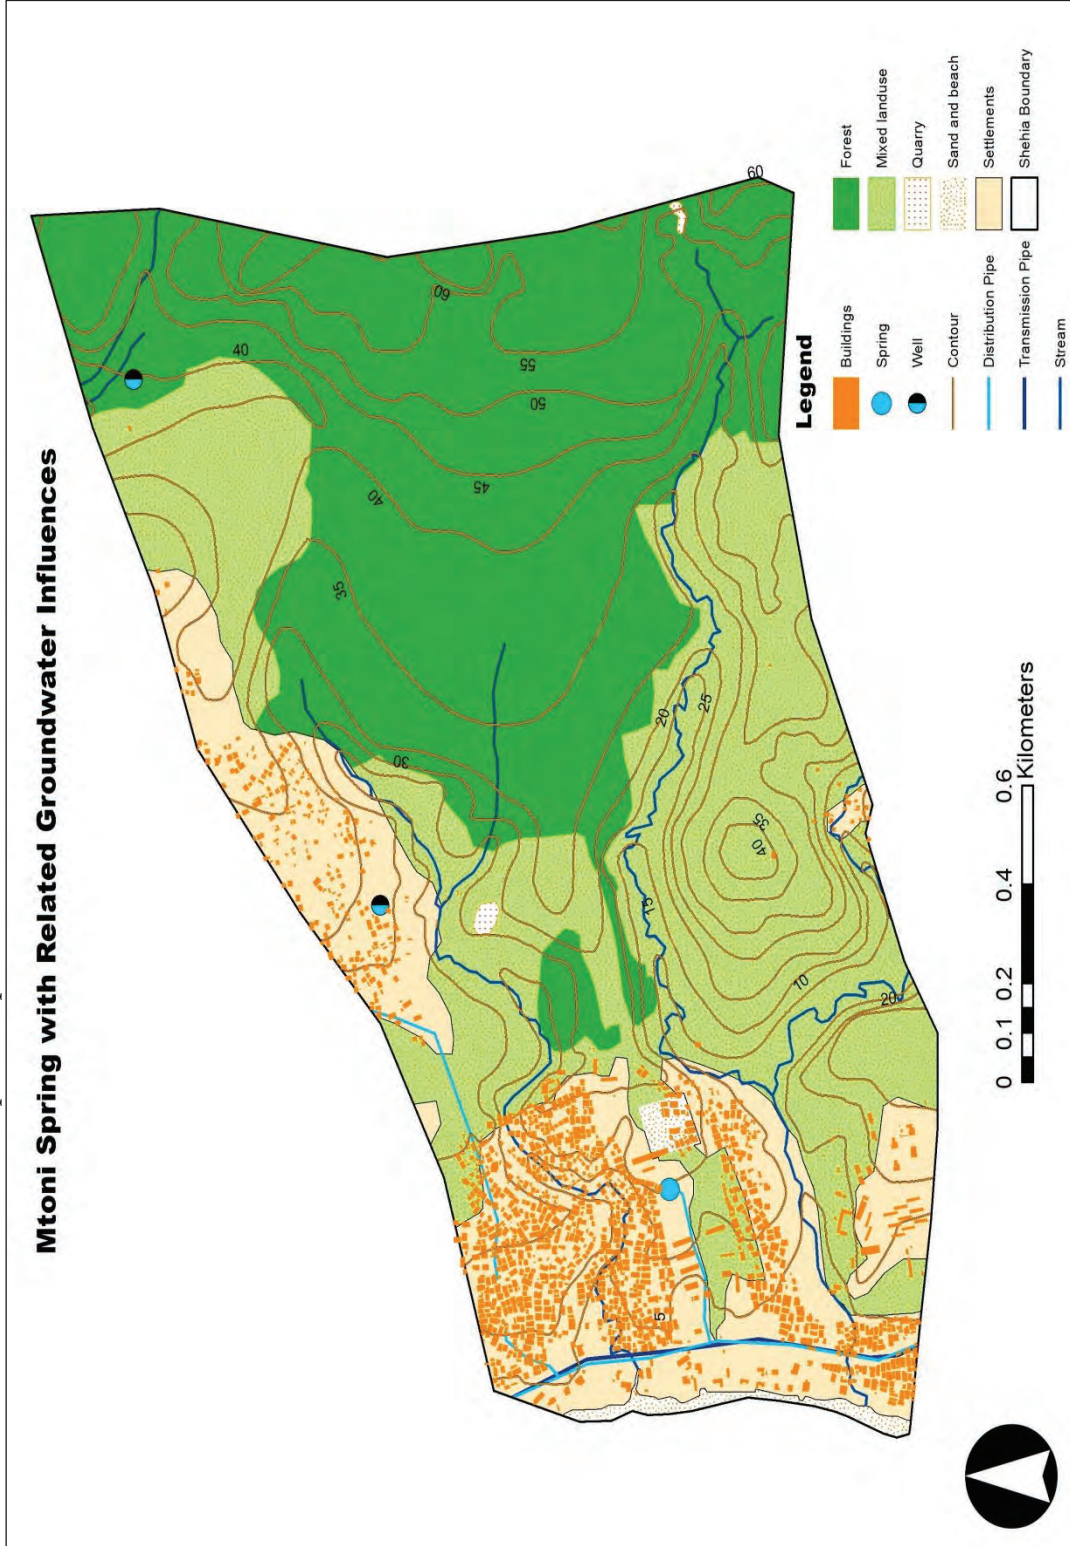 Mtoni Spring with Related Groundwater Influences
60
40
60
55
50
45
40
35
30
20
25
15
35
40
10
20
5
Legend
Buildings
Spring
Well
Contour
Distribution Pipe
Transmission Pipe
Stream
Forest
Mixed landuse
Quarry
Sand and beach
Settlements
Shehia Boundary
0 0.1 0.2 0.4 0.6
Kilometers